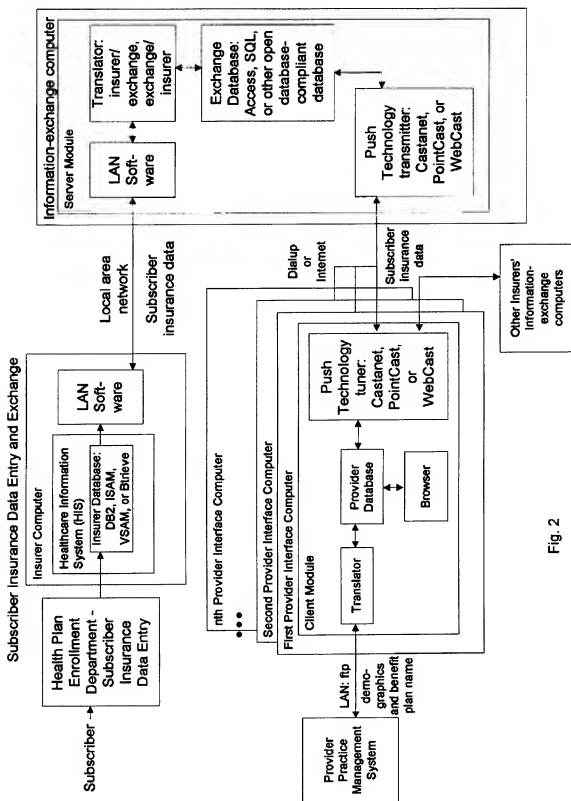 Subscriber Insurance Data Entry and Exchange
Subscriber
Health Plan
Enrollment
Department -
Subscriber
Insurance
Data Entry
Insurer Computer
Healthcare Information
System (HIS)
Insurer Database:
DB2, ISAM,
VSAM, or Btrieve
LAN
Soft-
ware
Local area
network
Subscriber
insurance data
Information-exchange computer
Server Module
LAN
Soft-
ware
Translator:
insurer/
exchange,
exchange/
insurer
Exchange
Database:
Access, SQL,
or other open
database-
compliant
database
Push
Technology
transmitter:
Castanet,
PointCast, or
WebCast
Dialup
or
Internet
Subscriber
insurance
data
nth Provider Interface Computer
Second Provider Interface Computer
First Provider Interface Computer
Client Module
Translator
Provider
Database
Browser
Push
Technology
tuner:
Castanet,
PointCast,
or
WebCast
Provider
Practice
Management
System
LAN: ftp
demo-
graphics
and benefit
plan name
Other Insurers'
Information-
exchange
computers
Fig. 2